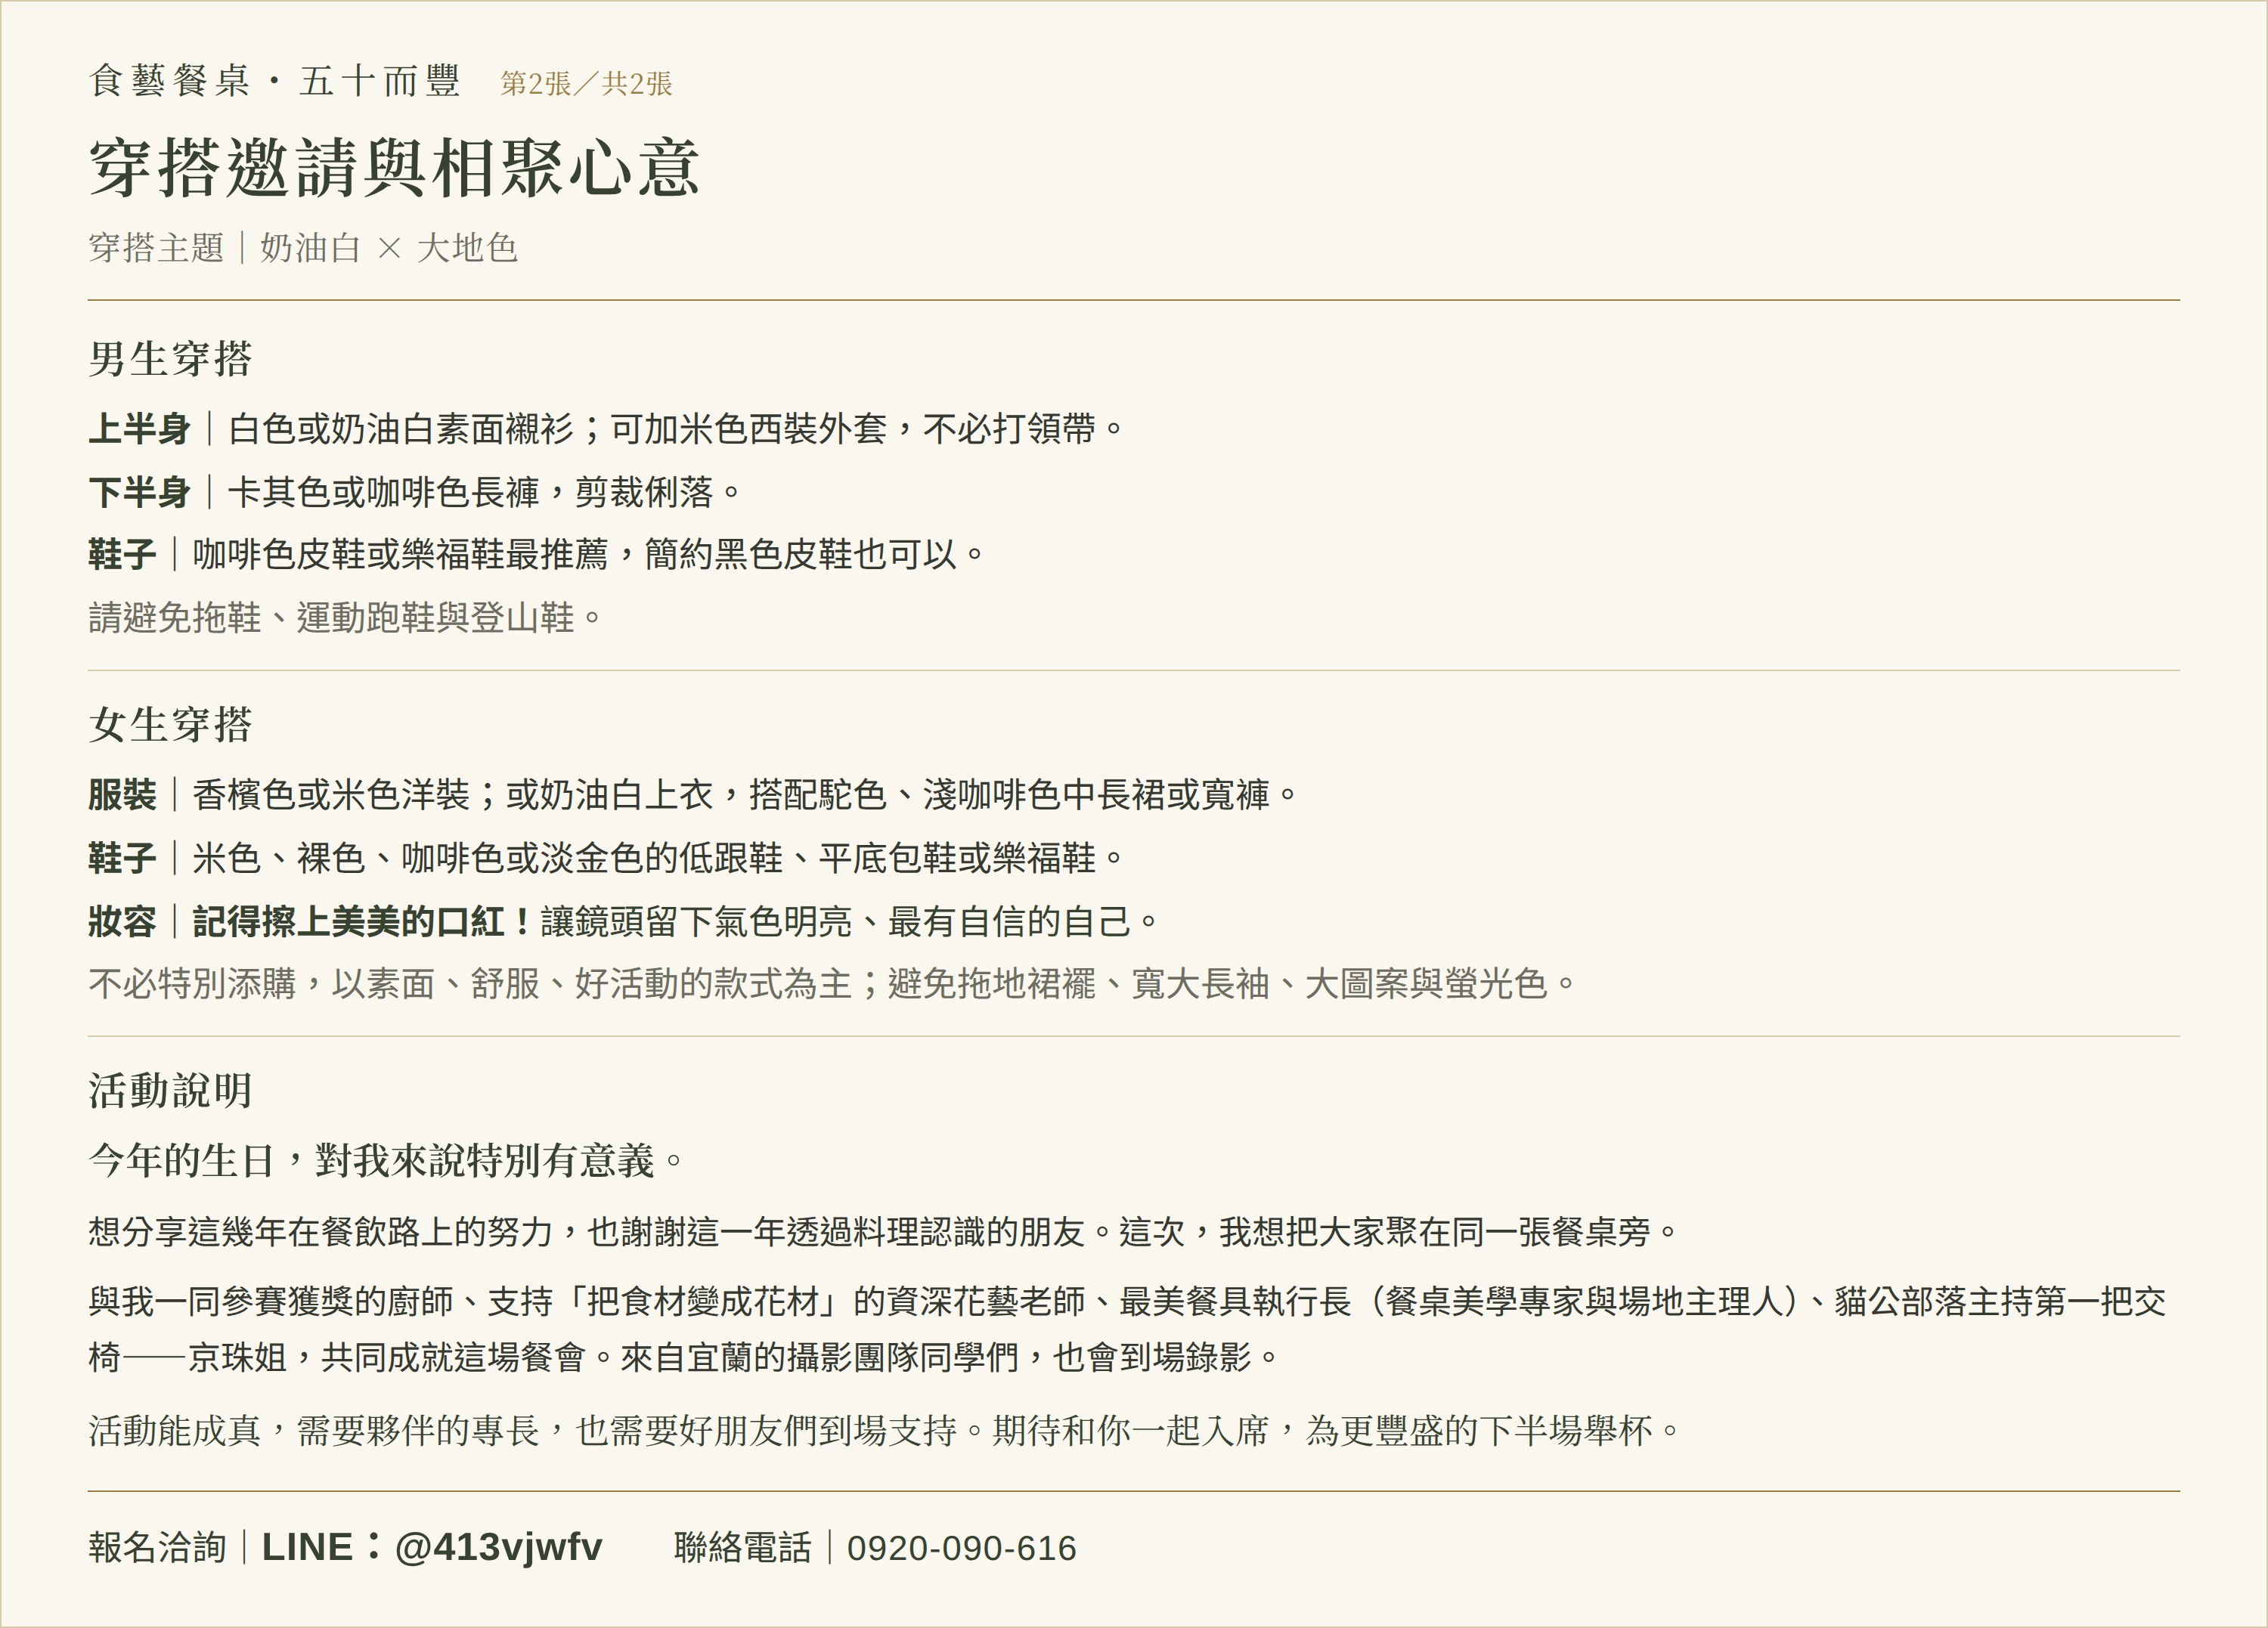 食藝餐桌・五十而豐 第2張／共2張
穿搭邀請與相聚心意
穿搭主題｜奶油白 × 大地色
男生穿搭
上半身｜白色或奶油白素面襯衫；可加米色西裝外套，不必打領帶。
下半身｜卡其色或咖啡色長褲，剪裁俐落。
鞋子｜咖啡色皮鞋或樂福鞋最推薦，簡約黑色皮鞋也可以。
請避免拖鞋、運動跑鞋與登山鞋。
女生穿搭
服裝｜香檳色或米色洋裝；或奶油白上衣，搭配駝色、淺咖啡色中長裙或寬褲。
鞋子｜米色、裸色、咖啡色或淡金色的低跟鞋、平底包鞋或樂福鞋。
妝容｜記得擦上美美的口紅！讓鏡頭留下氣色明亮、最有自信的自己。
不必特別添購，以素面、舒服、好活動的款式為主；避免拖地裙襬、寬大長袖、大圖案與螢光色。
活動說明
今年的生日，對我來說特別有意義。
想分享這幾年在餐飲路上的努力，也謝謝這一年透過料理認識的朋友。這次，我想把大家聚在同一張餐桌旁。
與我一同參賽獲獎的廚師、支持「把食材變成花材」的資深花藝老師、最美餐具執行長（餐桌美學專家與場地主理人）、貓公部落主持第一把交
椅——京珠姐，共同成就這場餐會。來自宜蘭的攝影團隊同學們，也會到場錄影。
活動能成真，需要夥伴的專長，也需要好朋友們到場支持。期待和你一起入席，為更豐盛的下半場舉杯。
報名洽詢｜LINE：@413vjwfv 聯絡電話｜0920-090-616